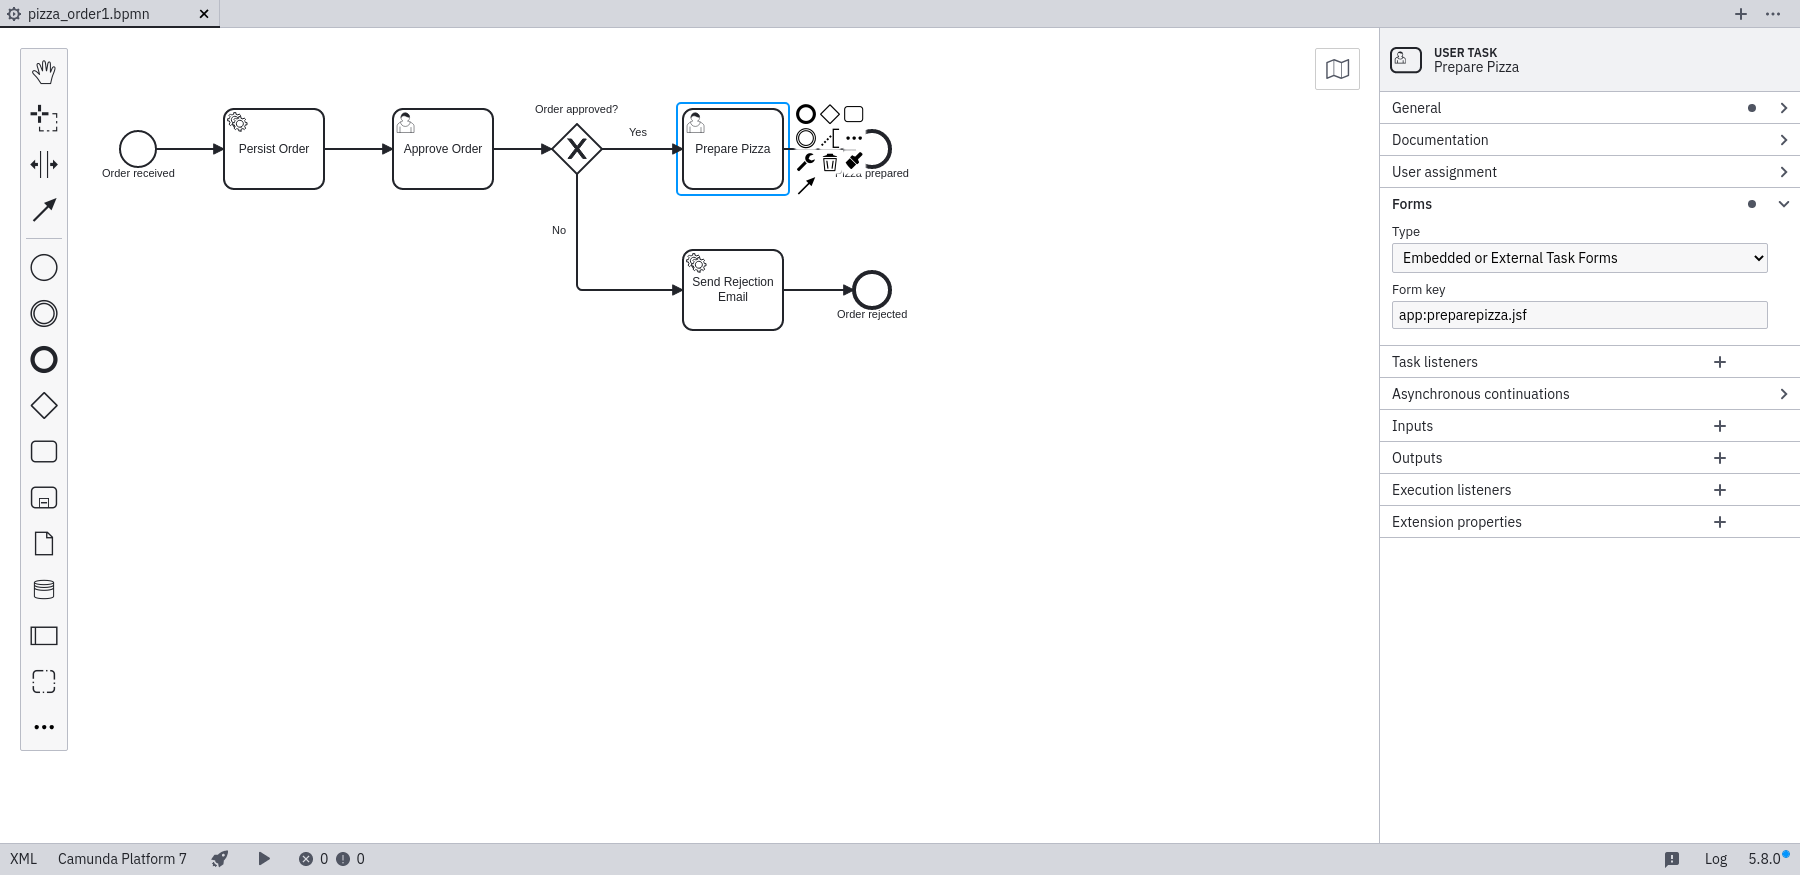 pizza_order1.bpmn
USER TASK
Prepare Pizza
General
Documentation
User assignment
Forms
Type
Embedded or External Task Forms
Form key
app:preparepizza.jsf
Task listeners
Asynchronous continuations
Inputs
Outputs
Execution listeners
Extension properties
Order received
Persist Order
Approve Order
Order approved?
Yes
Prepare Pizza
Pizza prepared
No
Send Rejection
Email
Order rejected
XML
Camunda Platform 7
0
0
Log
5.8.0